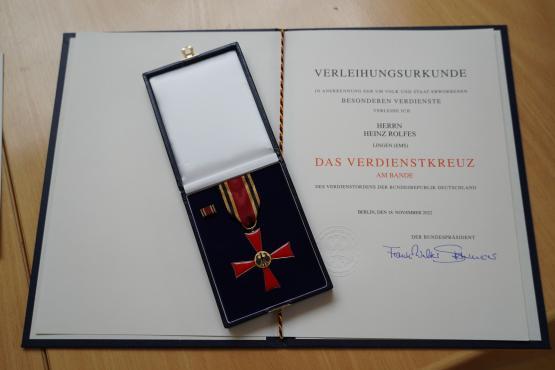 VERLEIHUNGSURKUNDE
IN ANERKENNUNG DER UM VOLK UND STAAT ERWORBENEN
BESONDEREN VERDIENSTE
VERLEIHE ICH
HERRN
HEINZ ROLFES
LINGEN (EMS)
DAS VERDIENSTKREUZ
AM BANDE
DES VERDIENSTORDENS DER BUNDESREPUBLIK DEUTSCHLAND
BERLIN, DEN 18. NOVEMBER 2022
DER BUNDESPRÄSIDENT